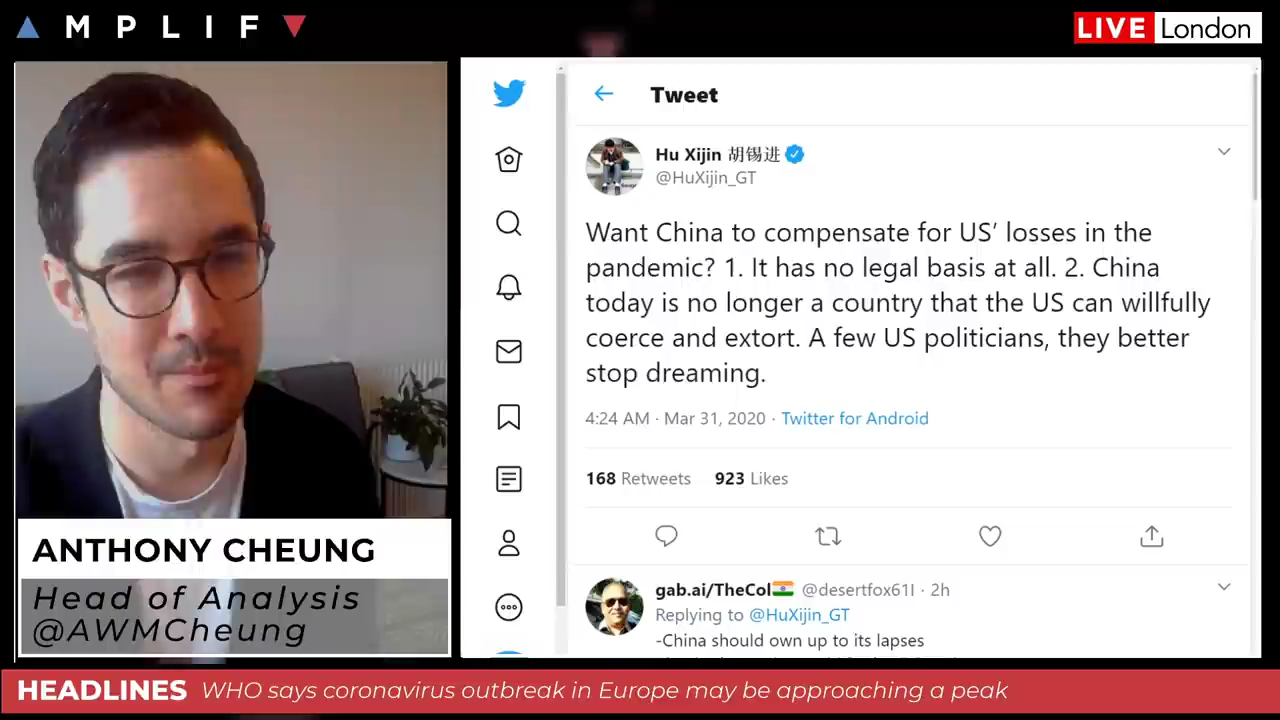 AMPLIFY
LIVE London
Tweet
Hu Xijin 胡锡进
@HuXijin_GT
Want China to compensate for US’ losses in the
pandemic? 1. It has no legal basis at all. 2. China
today is no longer a country that the US can willfully
coerce and extort. A few US politicians, they better
stop dreaming.
4:24 AM · Mar 31, 2020 · Twitter for Android
168 Retweets 923 Likes
gab.ai/TheCol🇮🇳 @desertfox61I · 2h
Replying to @HuXijin_GT
-China should own up to its lapses
ANTHONY CHEUNG
Head of Analysis
@AWMCheung
HEADLINES WHO says coronavirus outbreak in Europe may be approaching a peak